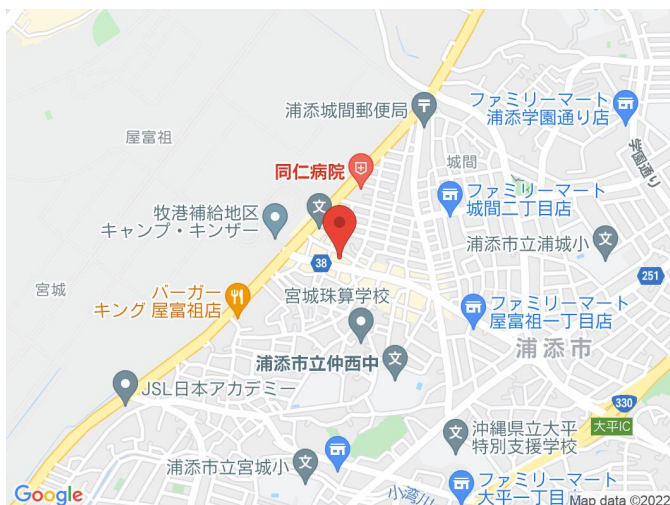 浦添城間郵便局
ファミリーマート
浦添学園通り店
学園通り
屋富祖
同仁病院
城間
ファミリーマート
城間二丁目店
牧港補給地区
キャンプ・キンザー
浦添市立浦城小
38
251
宮城
バーガー
キング 屋富祖店
宮城珠算学校
ファミリーマート
屋富祖一丁目店
浦添市
浦添市立仲西中
JSL日本アカデミー
330
大平IC
沖縄県立大平
特別支援学校
浦添市立宮城小
ファミリーマート
大平一丁目
小湾川
Google
Map data ©2022